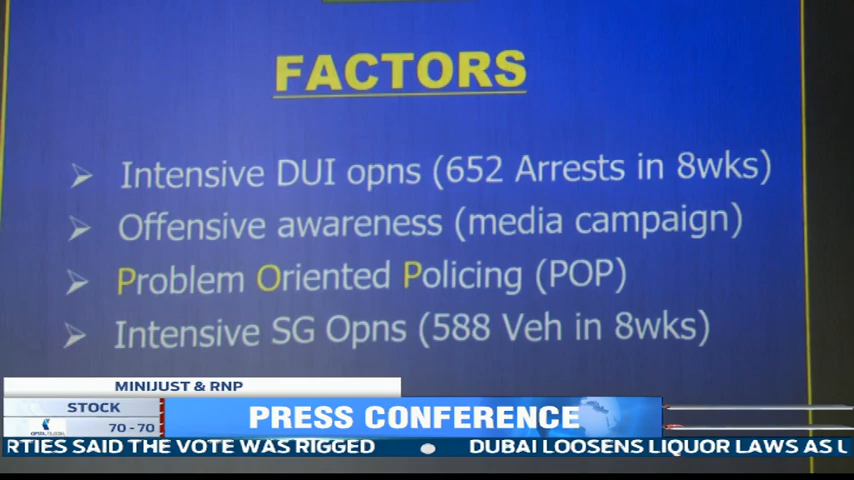 FACTORS
Intensive DUI opns (652 Arrests in 8wks)
Offensive awareness (media campaign)
Problem Oriented Policing (POP)
Intensive SG Opns (588 Veh in 8wks)
MINIJUST & RNP
STOCK
70 - 70
PRESS CONFERENCE
RTIES SAID THE VOTE WAS RIGGED
DUBAI LOOSENS LIQUOR LAWS AS